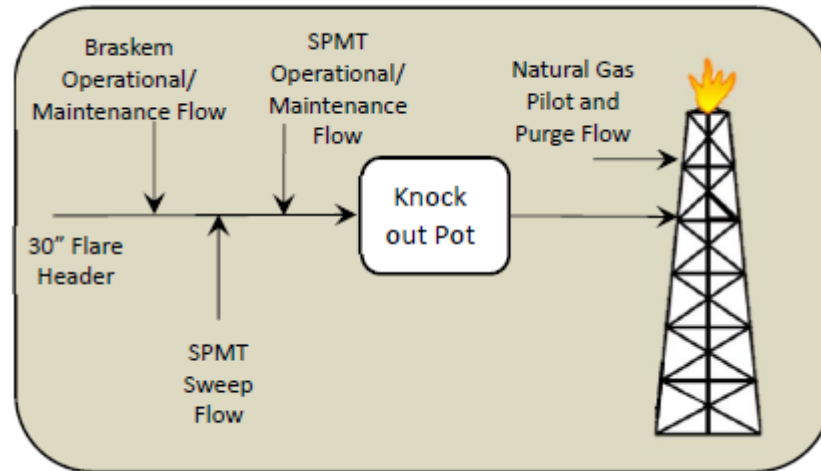 Braskem
Operational/
Maintenance Flow
SPMT
Operational/
Maintenance
Flow
Natural Gas
Pilot and
Purge Flow
Knock
out Pot
30” Flare
Header
SPMT
Sweep
Flow